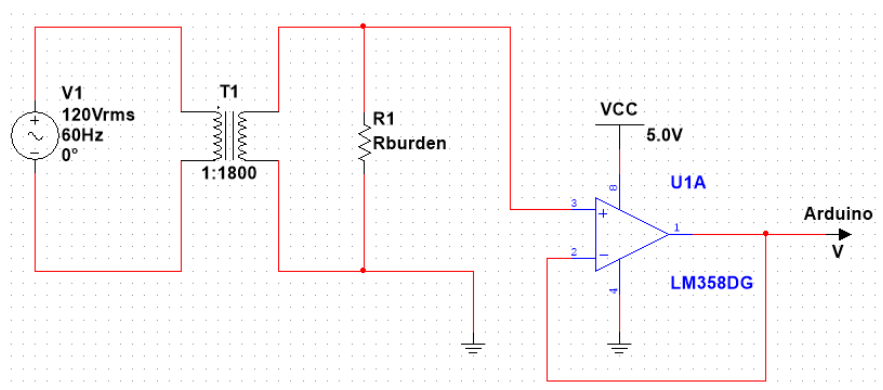 V1
120Vrms
60Hz
0°
T1
1:1800
R1
Rburden
VCC
5.0V
U1A
8
3
2
1
4
LM358DG
Arduino
V